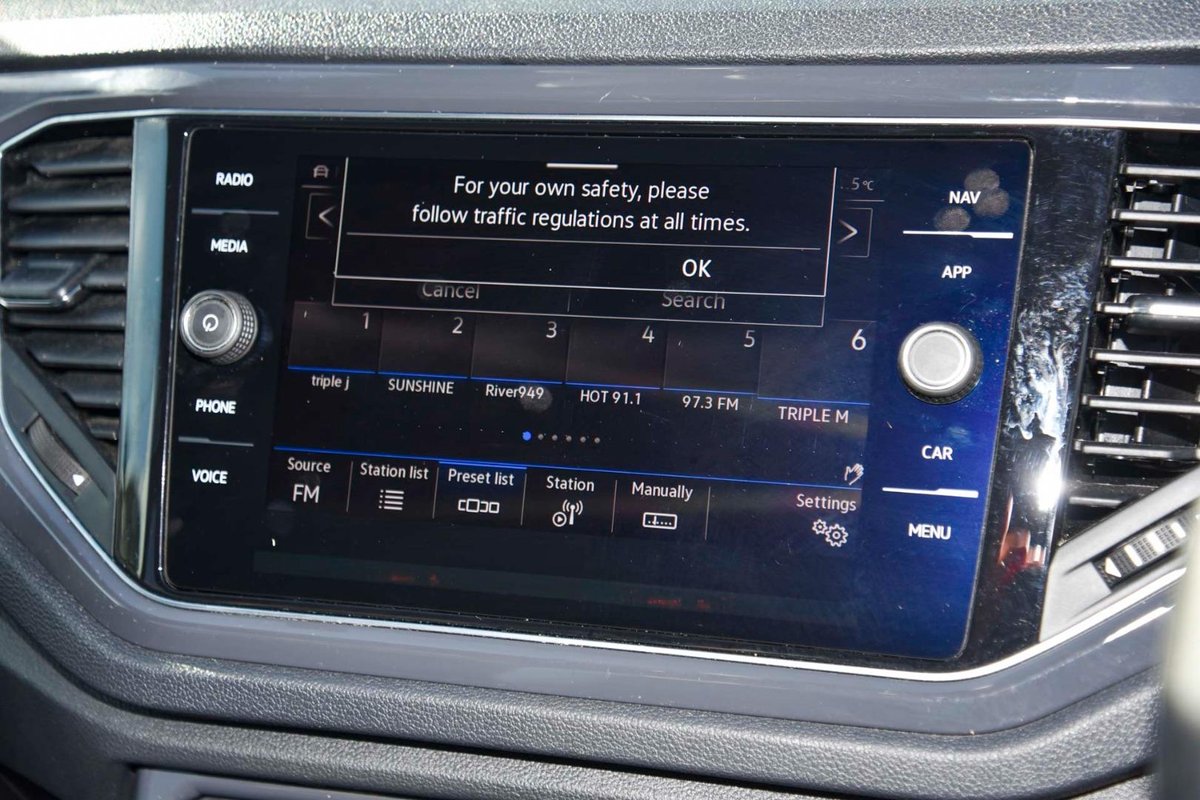 RADIO
MEDIA
PHONE
VOICE
For your own safety, please
follow traffic regulations at all times.
OK
5°C
<
>
Cancel
Search
1
2
3
4
5
6
triple j
SUNSHINE
River949
HOT 91.1
97.3 FM
TRIPLE M
Source
FM
Station list
Preset list
Station
Manually
Settings
NAV
APP
CAR
MENU